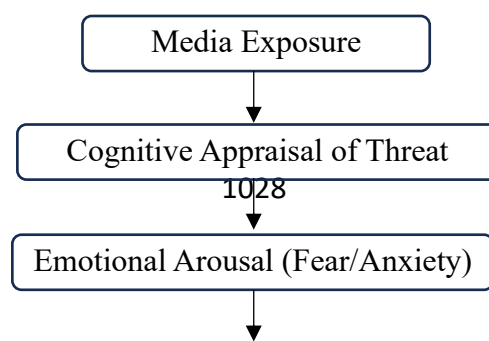 Media Exposure
Cognitive Appraisal of Threat
1028
Emotional Arousal (Fear/Anxiety)